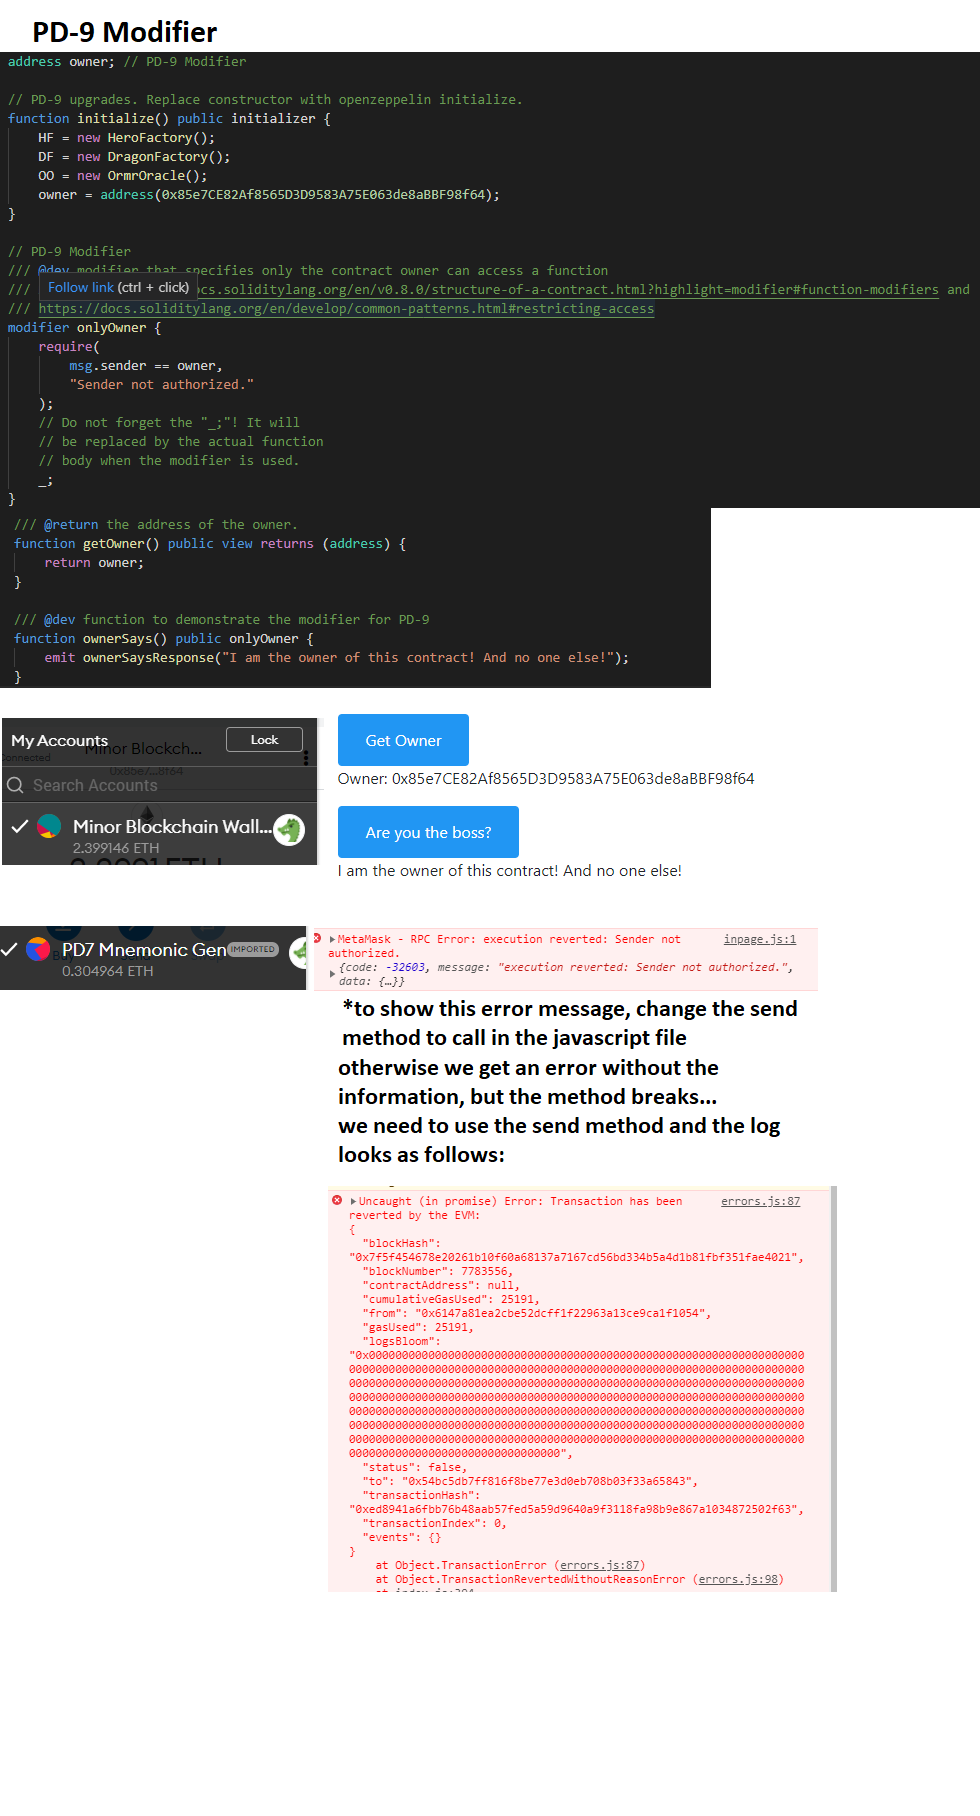 PD-9 Modifier
address owner; // PD-9 Modifier
// PD-9 upgrades. Replace constructor with openzeppelin initialize.
function initialize() public initializer {
HF = new HeroFactory();
DF = new DragonFactory();
OO = new OrmrOracle();
owner = address(0x85e7CE82Af8565D3D9583A75E063de8aBBF98f64);
}
// PD-9 Modifier
/// @dev modifier that specifies only the contract owner can access a function
/// Follow link (ctrl + click) ocs.soliditylang.org/en/v0.8.0/structure-of-a-contract.html?highlight=modifier#function-modifiers and
/// https://docs.soliditylang.org/en/develop/common-patterns.html#restricting-access
modifier onlyOwner {
require(
msg.sender == owner,
"Sender not authorized."
);
// Do not forget the "_;"! It will
// be replaced by the actual function
// body when the modifier is used.
_;
}
/// @return the address of the owner.
function getOwner() public view returns (address) {
return owner;
}
/// @dev function to demonstrate the modifier for PD-9
function ownerSays() public onlyOwner {
emit ownerSaysResponse("I am the owner of this contract! And no one else!");
}
My Accounts
Minor Blockch...
Lock
Connected
Search Accounts
Minor Blockchain Wall...
2.399146 ETH
Get Owner
Owner: 0x85e7CE82Af8565D3D9583A75E063de8aBBF98f64
Are you the boss?
I am the owner of this contract! And no one else!
PD7 Mnemonic Gen IMPORTED
0.304964 ETH
MetaMask - RPC Error: execution reverted: Sender not inpage.js:1
authorized.
{code: -32603, message: "execution reverted: Sender not authorized.",
data: {…}}
*to show this error message, change the send
method to call in the javascript file
otherwise we get an error without the
information, but the method breaks...
we need to use the send method and the log
looks as follows:
Uncaught (in promise) Error: Transaction has been errors.js:87
reverted by the EVM:
{
"blockHash":
"0x7f5f454678e20261b10f60a68137a7167cd56bd334b5a4d1b81fbf351fae4021",
"blockNumber": 7783556,
"contractAddress": null,
"cumulativeGasUsed": 25191,
"from": "0x6147a81ea2cbe52dcff1f22963a13ce9ca1f1054",
"gasUsed": 25191,
"logsBloom":
"0x0000000000000000000000000000000000000000000000000000000000000000
000000000000000000000000000000000000000000000000000000000000000000
000000000000000000000000000000000000000000000000000000000000000000
000000000000000000000000000000000000000000000000000000000000000000
000000000000000000000000000000000000000000000000000000000000000000
000000000000000000000000000000000000000000000000000000000000000000
000000000000000000000000000000000000000000000000000000000000000000
00000000000000000000000000000000",
"status": false,
"to": "0x54bc5db7ff816f8be77e3d0eb708b03f33a65843",
"transactionHash":
"0xed8941a6fbb76b48aab57fed5a59d9640a9f3118fa98b9e867a1034872502f63",
"transactionIndex": 0,
"events": {}
}
at Object.TransactionError (errors.js:87)
at Object.TransactionRevertedWithoutReasonError (errors.js:98)